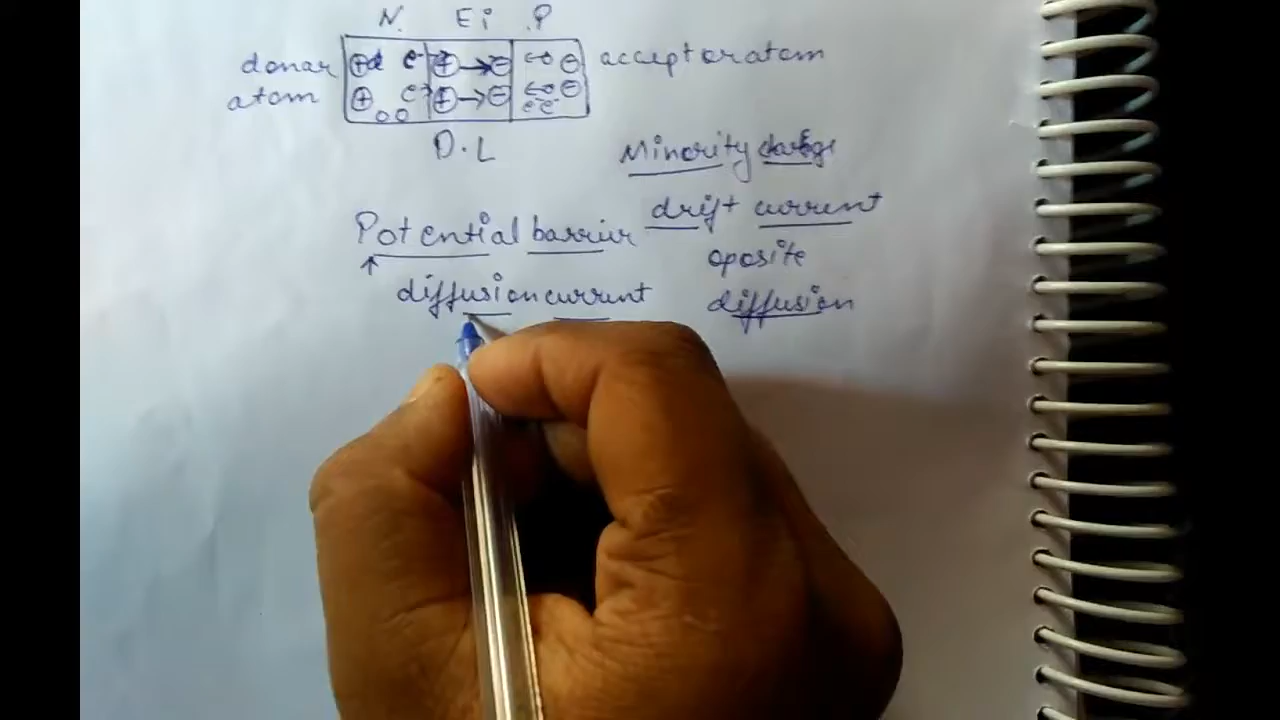 N Ei P
donar ⊕ e⁻ ⊕→⊖ ⊖ acceptor atom
atom ⊕ e⁻ ⊕→⊖ ⊖
D.L
Minority
drift current
Potential barrier
oposite
diffusion current
diffusion